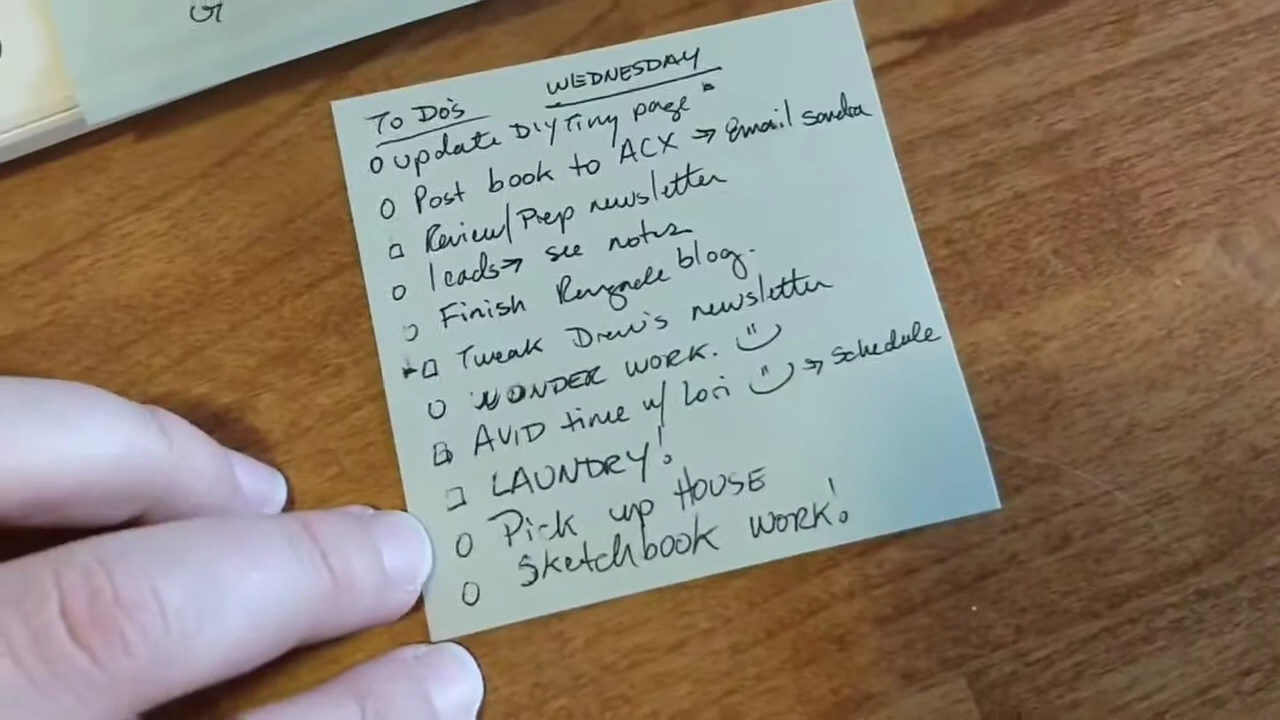 To Do's WEDNESDAY
update DIY Tiny page
Post book to ACX → Email Sandra
Review/Prep newsletter
leads → see notes
Finish blog.
Tweak Drew's newsletter
WONDER WORK.
AVID time w/ Lori → schedule
LAUNDRY!
Pick up HOUSE
Sketchbook WORK!